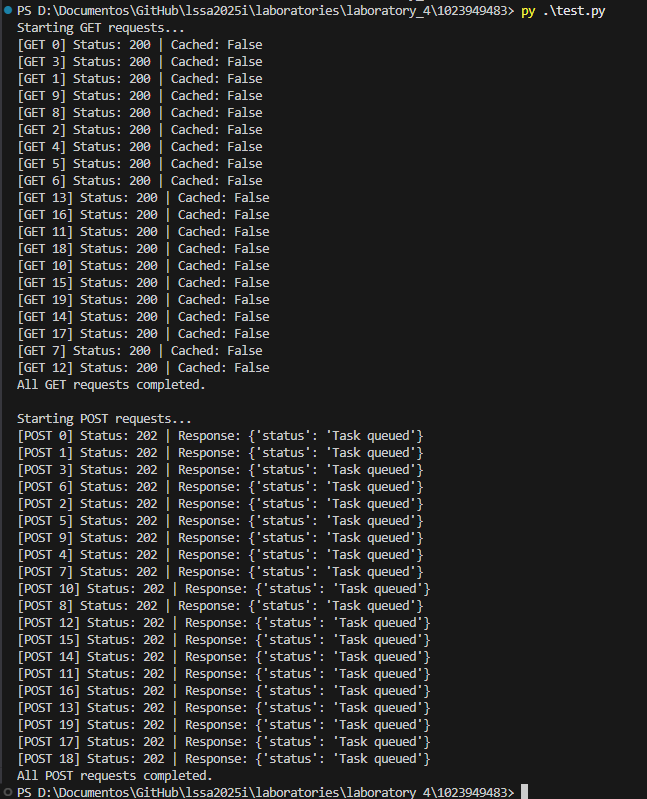 PS D:\Documentos\GitHub\lssa2025i\laboratories\laboratory_4\1023949483> py .\test.py
Starting GET requests...
[GET 0] Status: 200 | Cached: False
[GET 3] Status: 200 | Cached: False
[GET 1] Status: 200 | Cached: False
[GET 9] Status: 200 | Cached: False
[GET 8] Status: 200 | Cached: False
[GET 2] Status: 200 | Cached: False
[GET 4] Status: 200 | Cached: False
[GET 5] Status: 200 | Cached: False
[GET 6] Status: 200 | Cached: False
[GET 13] Status: 200 | Cached: False
[GET 16] Status: 200 | Cached: False
[GET 11] Status: 200 | Cached: False
[GET 18] Status: 200 | Cached: False
[GET 10] Status: 200 | Cached: False
[GET 15] Status: 200 | Cached: False
[GET 19] Status: 200 | Cached: False
[GET 14] Status: 200 | Cached: False
[GET 17] Status: 200 | Cached: False
[GET 7] Status: 200 | Cached: False
[GET 12] Status: 200 | Cached: False
All GET requests completed.

Starting POST requests...
[POST 0] Status: 202 | Response: {'status': 'Task queued'}
[POST 1] Status: 202 | Response: {'status': 'Task queued'}
[POST 3] Status: 202 | Response: {'status': 'Task queued'}
[POST 6] Status: 202 | Response: {'status': 'Task queued'}
[POST 2] Status: 202 | Response: {'status': 'Task queued'}
[POST 5] Status: 202 | Response: {'status': 'Task queued'}
[POST 9] Status: 202 | Response: {'status': 'Task queued'}
[POST 4] Status: 202 | Response: {'status': 'Task queued'}
[POST 7] Status: 202 | Response: {'status': 'Task queued'}
[POST 10] Status: 202 | Response: {'status': 'Task queued'}
[POST 8] Status: 202 | Response: {'status': 'Task queued'}
[POST 12] Status: 202 | Response: {'status': 'Task queued'}
[POST 15] Status: 202 | Response: {'status': 'Task queued'}
[POST 14] Status: 202 | Response: {'status': 'Task queued'}
[POST 11] Status: 202 | Response: {'status': 'Task queued'}
[POST 16] Status: 202 | Response: {'status': 'Task queued'}
[POST 13] Status: 202 | Response: {'status': 'Task queued'}
[POST 19] Status: 202 | Response: {'status': 'Task queued'}
[POST 17] Status: 202 | Response: {'status': 'Task queued'}
[POST 18] Status: 202 | Response: {'status': 'Task queued'}
All POST requests completed.
PS D:\Documentos\GitHub\lssa2025i\laboratories\laboratory_4\1023949483>